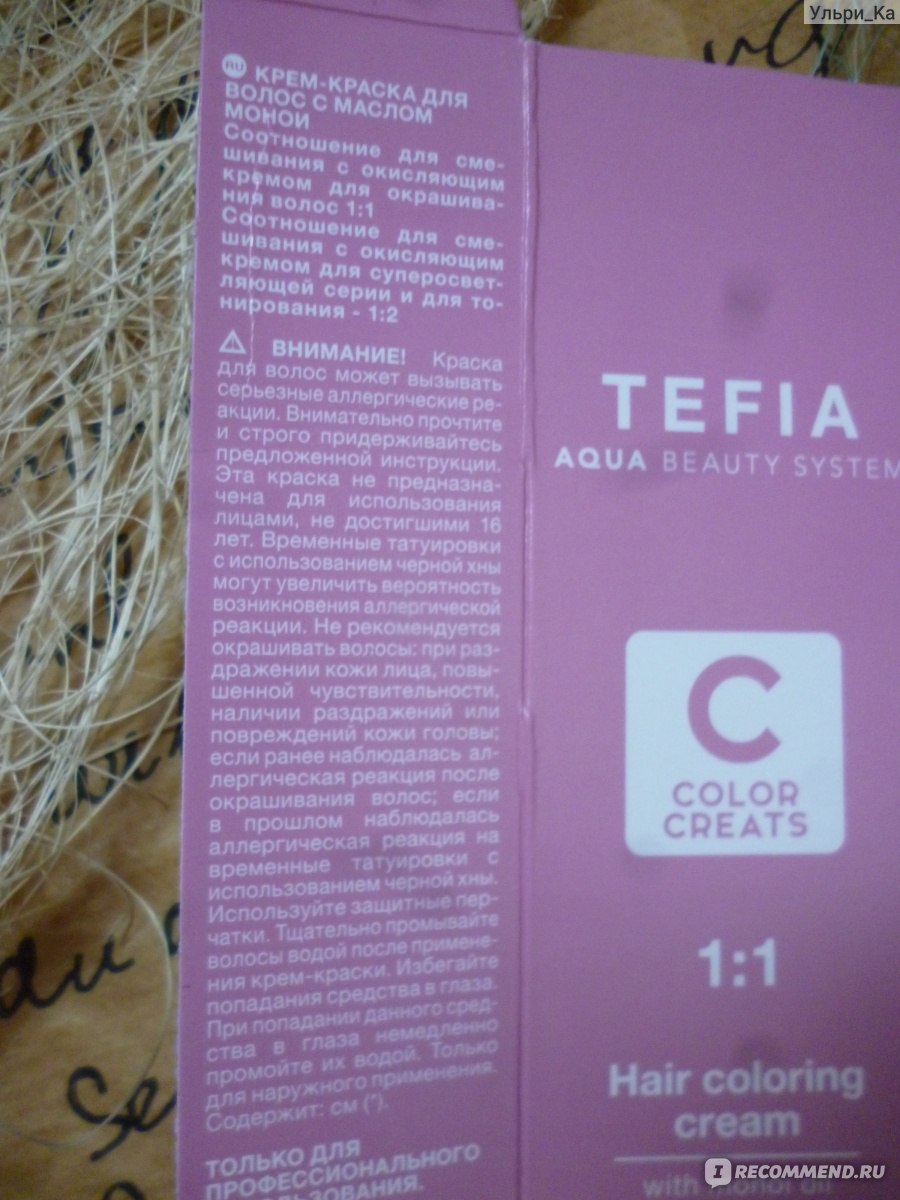 Ульри_Ка
RU КРЕМ-КРАСКА ДЛЯ
ВОЛОС С МАСЛОМ
МОНОИ
Соотношение для сме-
шивания с окисляющим
кремом для окрашива-
ния волос 1:1
Соотношение для сме-
шивания с окисляющим
кремом для суперосвет-
ляющей серии и для то-
нирования - 1:2
ВНИМАНИЕ! Краска
для волос может вызывать
серьезные аллергические ре-
акции. Внимательно прочтите
и строго придерживайтесь
предложенной инструкции.
Эта краска не предназна-
чена для использования
лицами, не достигшими 16
лет. Временные татуировки
с использованием черной хны
могут увеличить вероятность
возникновения аллергической
реакции. Не рекомендуется
окрашивать волосы: при раз-
дражении кожи лица, повы-
шенной чувствительности,
наличии раздражений или
повреждений кожи головы;
если ранее наблюдалась ал-
лергическая реакция после
окрашивания волос; если
в прошлом наблюдалась
аллергическая реакция на
временные татуировки с
использованием черной хны.
Используйте защитные пер-
чатки. Тщательно промывайте
волосы водой после примене-
ния крем-краски. Избегайте
попадания средства в глаза.
При попадании данного сред-
ства в глаза немедленно
промойте их водой. Только
для наружного применения.
Содержит: см (*).
ТОЛЬКО ДЛЯ
ПРОФЕССИОНАЛЬНОГО
TEFIA
AQUA BEAUTY SYSTEM
C
COLOR
CREATS
1:1
Hair coloring
cream
with
IRECOMMEND.RU